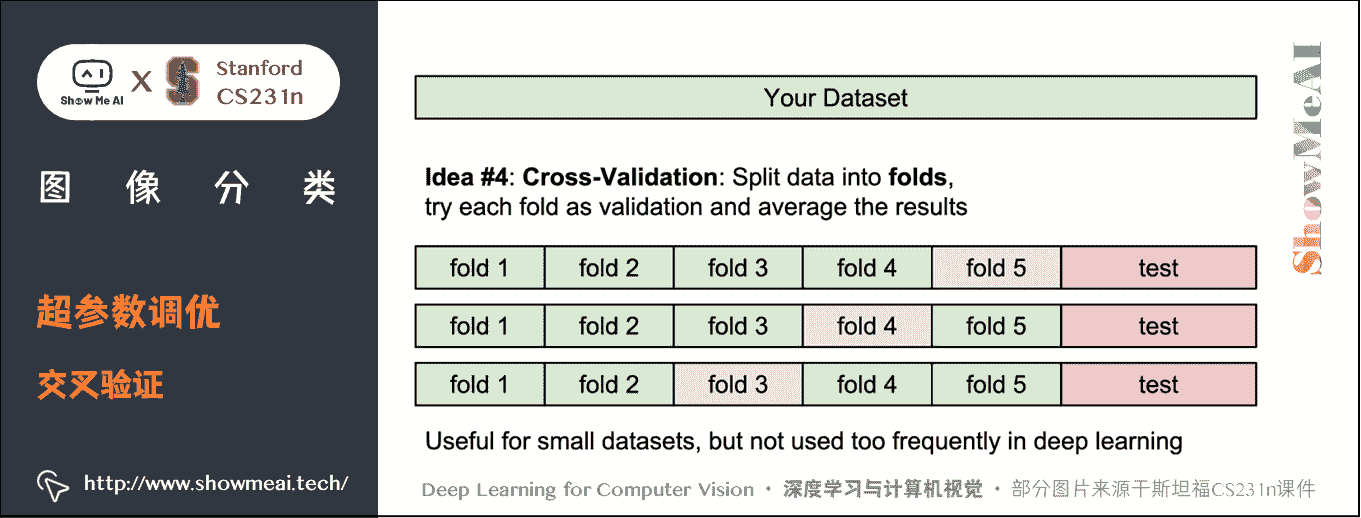 Show Me AI
X
Stanford
CS231n
图像分类
超参数调优
交叉验证
http://www.showmeai.tech/
Your Dataset
Idea #4: Cross-Validation: Split data into folds,
try each fold as validation and average the results
fold 1 fold 2 fold 3 fold 4 fold 5 test
fold 1 fold 2 fold 3 fold 4 fold 5 test
fold 1 fold 2 fold 3 fold 4 fold 5 test
Useful for small datasets, but not used too frequently in deep learning
Deep Learning for Computer Vision · 深度学习与计算机视觉 · 部分图片来源于斯坦福CS231n课件
ShowMeAI